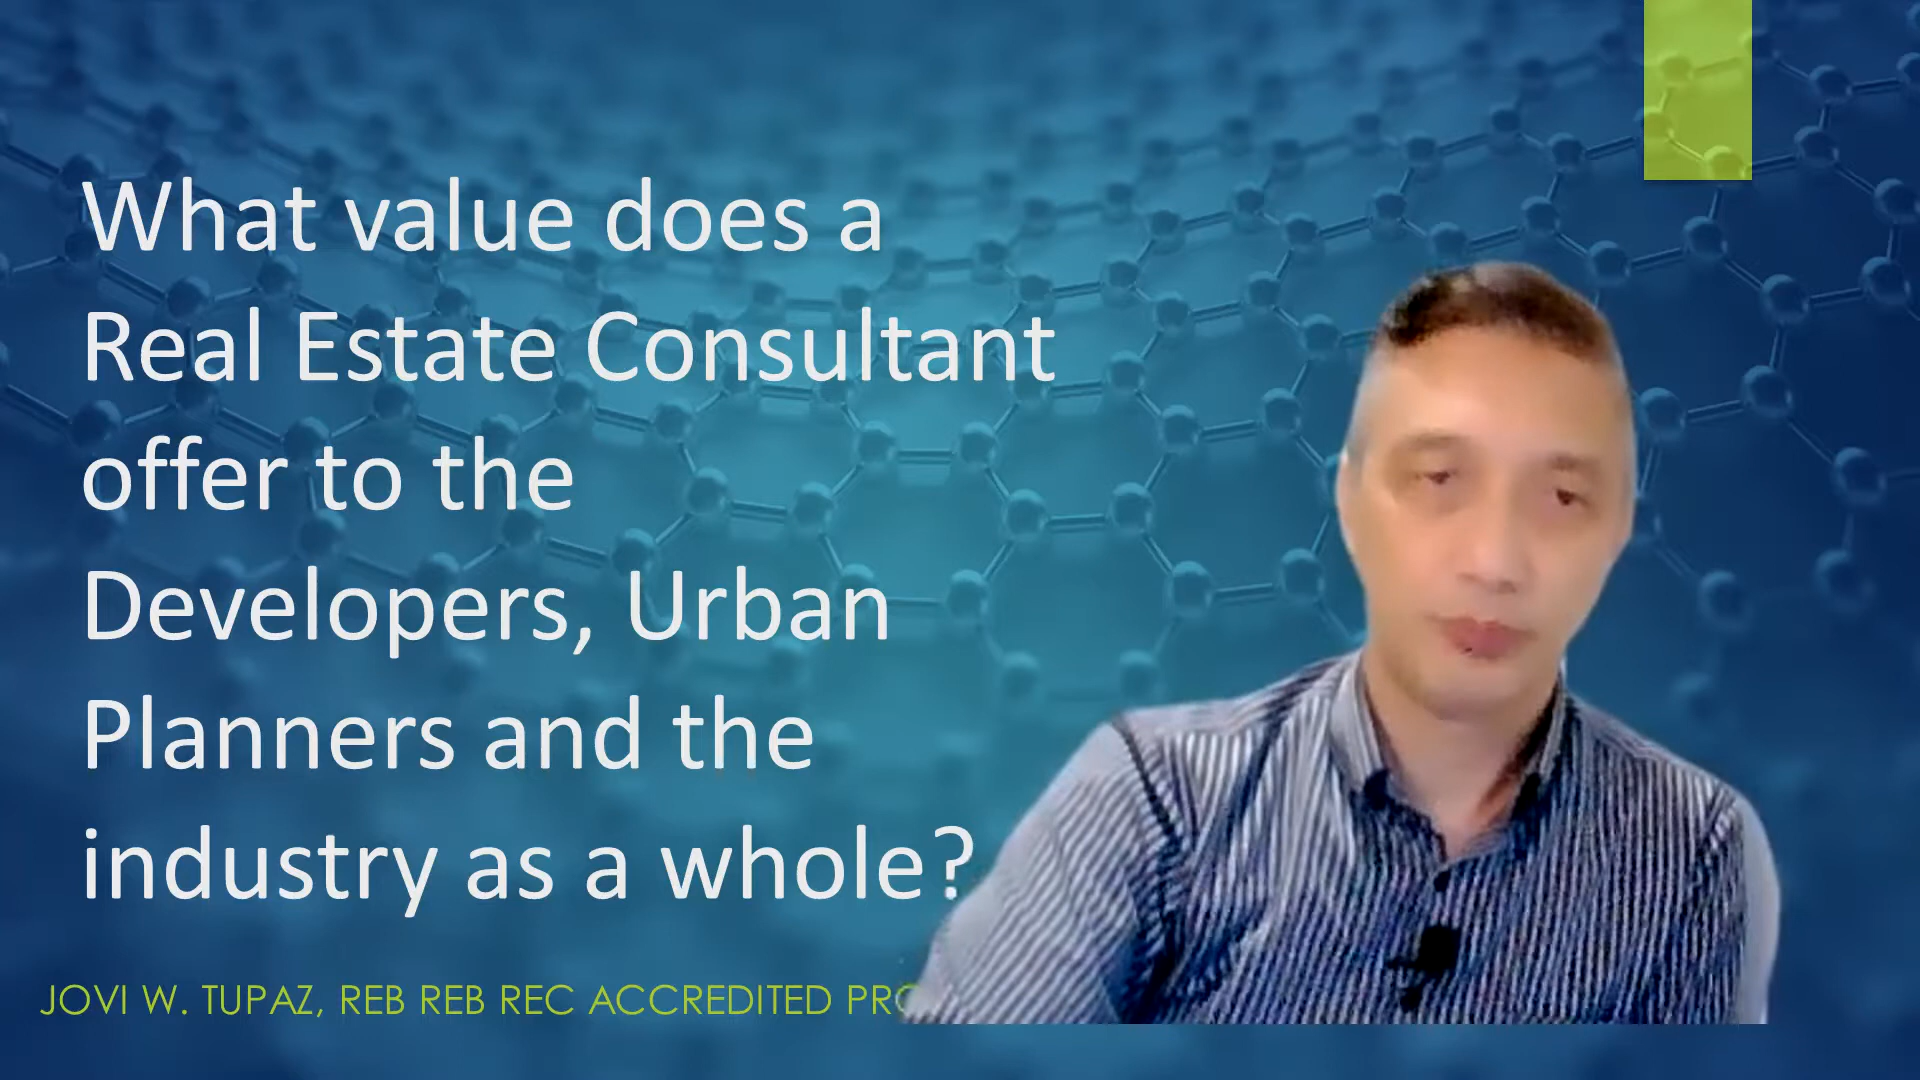 What value does a
Real Estate Consultant
offer to the
Developers, Urban
Planners and the
industry as a whole?
JOVI W. TUPAZ, REB REB REC ACCREDITED